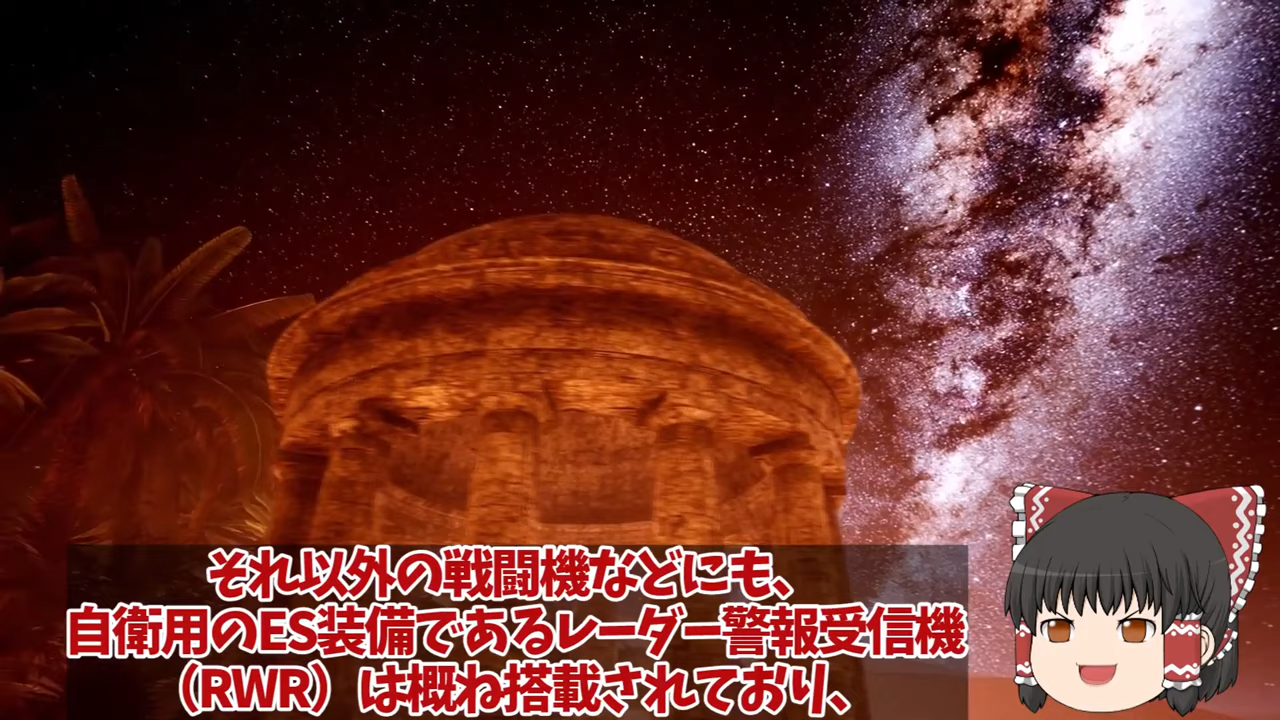 それ以外の戦闘機などにも、
自衛用のES装備であるレーダー警報受信機
（RWR）は概ね搭載されており、